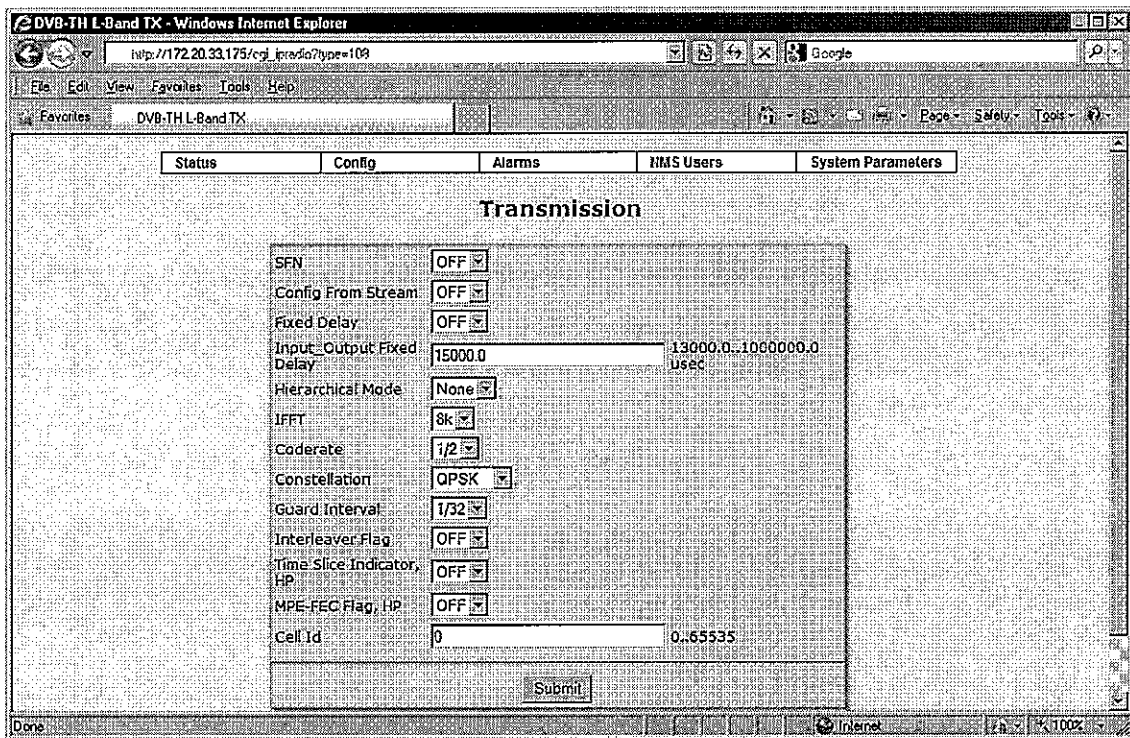 DVB-TH L-Band TX - Windows Internet Explorer
http://172.20.33.175/cgi_ipradio?type=108
Google
File Edit View Favorites Tools Help
Favorites DVB-TH L-Band TX Page Safety Tools
Status Config Alarms NMS Users System Parameters
Transmission
SFN OFF
Config From Stream OFF
Fixed Delay OFF
Input_Output Fixed Delay 15000.0 13000.0..1000000.0 usec
Hierarchical Mode None
IFFT 8k
Coderate 1/2
Constellation QPSK
Guard Interval 1/32
Interleaver Flag OFF
Time Slice Indicator, HP OFF
MPE-FEC Flag, HP OFF
Cell Id 0 0..65535
Submit
Done Internet 100%